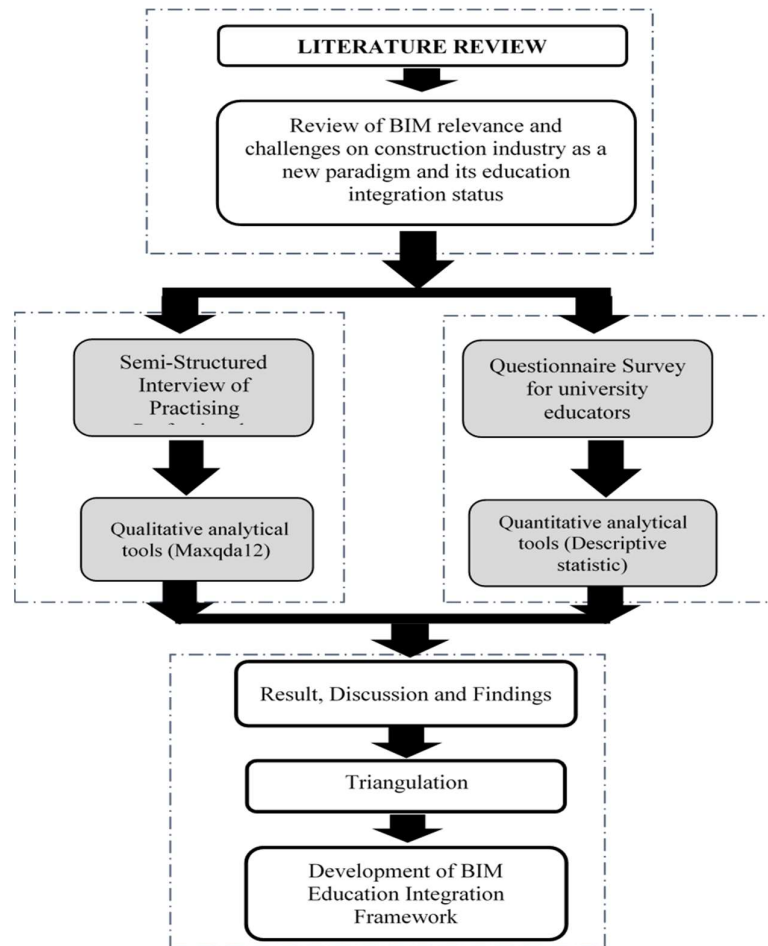 LITERATURE REVIEW
Review of BIM relevance and
challenges on construction industry as a
new paradigm and its education
integration status
Semi-Structured
Interview of
Practising
Questionnaire Survey
for university
educators
Qualitative analytical
tools (Maxqda12)
Quantitative analytical
tools (Descriptive
statistic)
Result, Discussion and Findings
Triangulation
Development of BIM
Education Integration
Framework